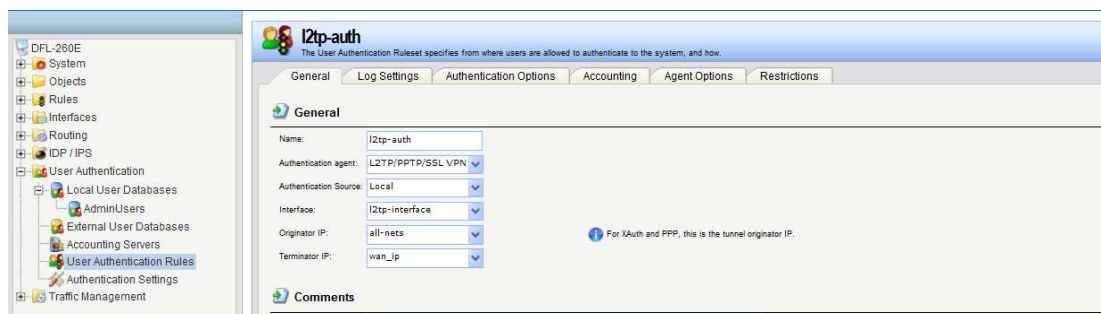 DFL-260E
System
Objects
Rules
Interfaces
Routing
IDP / IPS
User Authentication
Local User Databases
AdminUsers
External User Databases
Accounting Servers
User Authentication Rules
Authentication Settings
Traffic Management
l2tp-auth
The User Authentication Ruleset specifies from where users are allowed to authenticate to the system, and how.
General Log Settings Authentication Options Accounting Agent Options Restrictions
General
Name: l2tp-auth
Authentication agent: L2TP/PPTP/SSL VPN
Authentication Source: Local
Interface: l2tp-interface
Originator IP: all-nets For XAuth and PPP, this is the tunnel originator IP.
Terminator IP: wan_ip
Comments